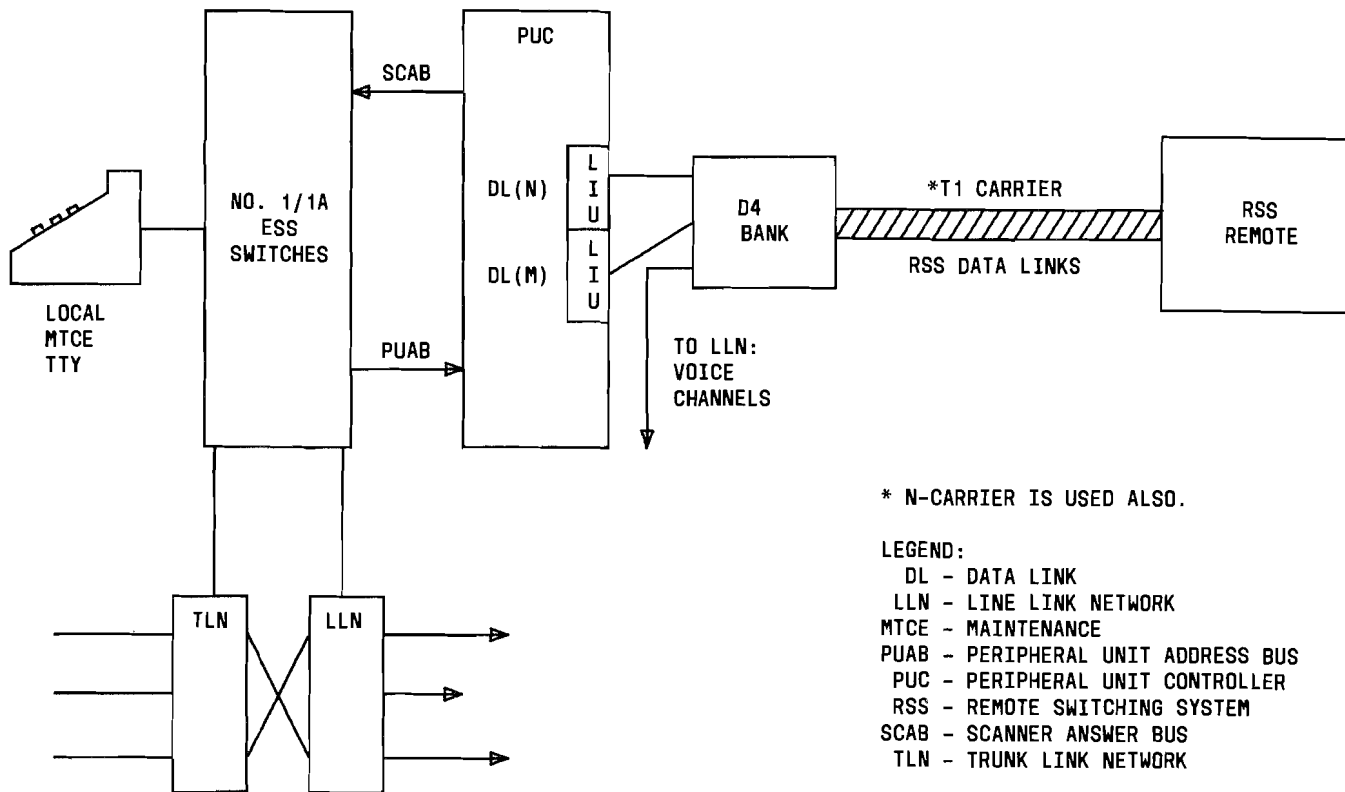 PUC
SCAB
NO. 1/1A
ESS
SWITCHES
LOCAL
MTCE
TTY
PUAB
DL(N)
L
I
U
DL(M)
L
I
U
D4
BANK
*T1 CARRIER
RSS DATA LINKS
RSS
REMOTE
TO LLN:
VOICE
CHANNELS
TLN
LLN
* N-CARRIER IS USED ALSO.
LEGEND:
DL - DATA LINK
LLN - LINE LINK NETWORK
MTCE - MAINTENANCE
PUAB - PERIPHERAL UNIT ADDRESS BUS
PUC - PERIPHERAL UNIT CONTROLLER
RSS - REMOTE SWITCHING SYSTEM
SCAB - SCANNER ANSWER BUS
TLN - TRUNK LINK NETWORK